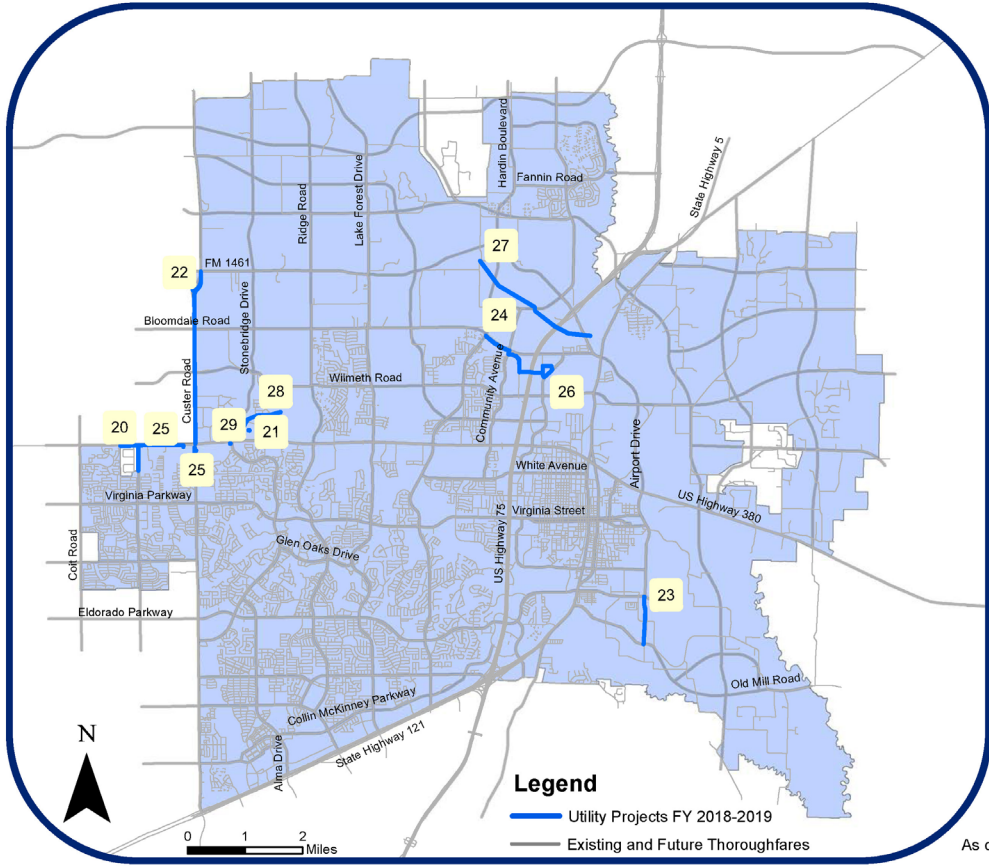 Hardin Boulevard
State Highway 5
Fannin Road
Lake Forest Drive
Ridge Road
27
FM 1461
22
24
Stonebridge Drive
Bloomdale Road
Community Avenue
Wilmeth Road
Custer Road
28
26
20
25
29
21
25
White Avenue
Airport Drive
Virginia Parkway
US Highway 380
Virginia Street
US Highway 75
Glen Oaks Drive
Coit Road
23
Eldorado Parkway
Old Mill Road
Collin McKinney Parkway
State Highway 121
Alma Drive
N
Legend
Utility Projects FY 2018-2019
Existing and Future Thoroughfares
0 1 2
Miles
As